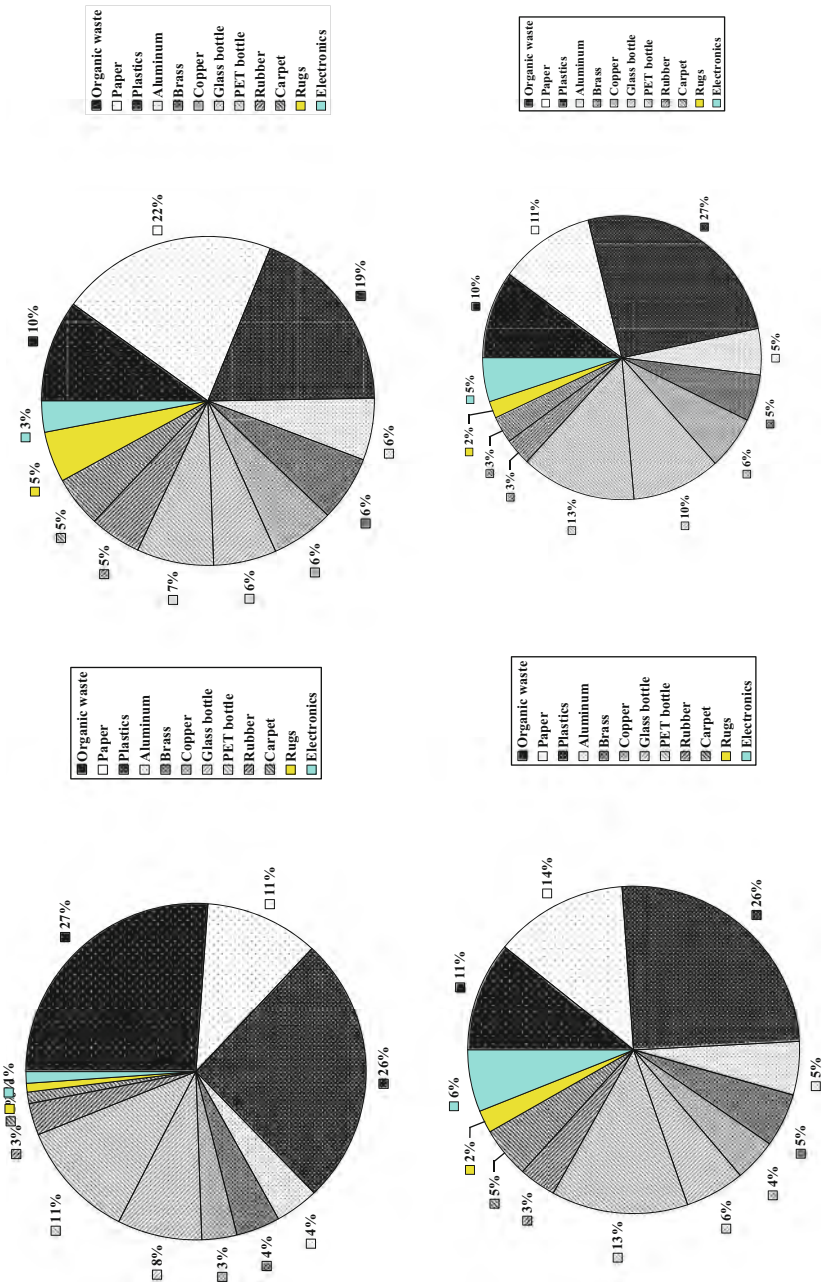 Organic waste
Paper
Plastics
Aluminum
Brass
Copper
Glass bottle
PET bottle
Rubber
Carpet
Rugs
Electronics
10%
22%
19%
6%
6%
6%
6%
7%
5%
5%
5%
3%
Organic waste
Paper
Plastics
Aluminum
Brass
Copper
Glass bottle
PET bottle
Rubber
Carpet
Rugs
Electronics
10%
11%
27%
5%
5%
6%
10%
13%
3%
3%
2%
5%
Organic waste
Paper
Plastics
Aluminum
Brass
Copper
Glass bottle
PET bottle
Rubber
Carpet
Rugs
Electronics
27%
11%
26%
4%
4%
3%
8%
11%
3%
1%
Organic waste
Paper
Plastics
Aluminum
Brass
Copper
Glass bottle
PET bottle
Rubber
Carpet
Rugs
Electronics
11%
14%
26%
5%
5%
4%
6%
13%
3%
5%
2%
6%